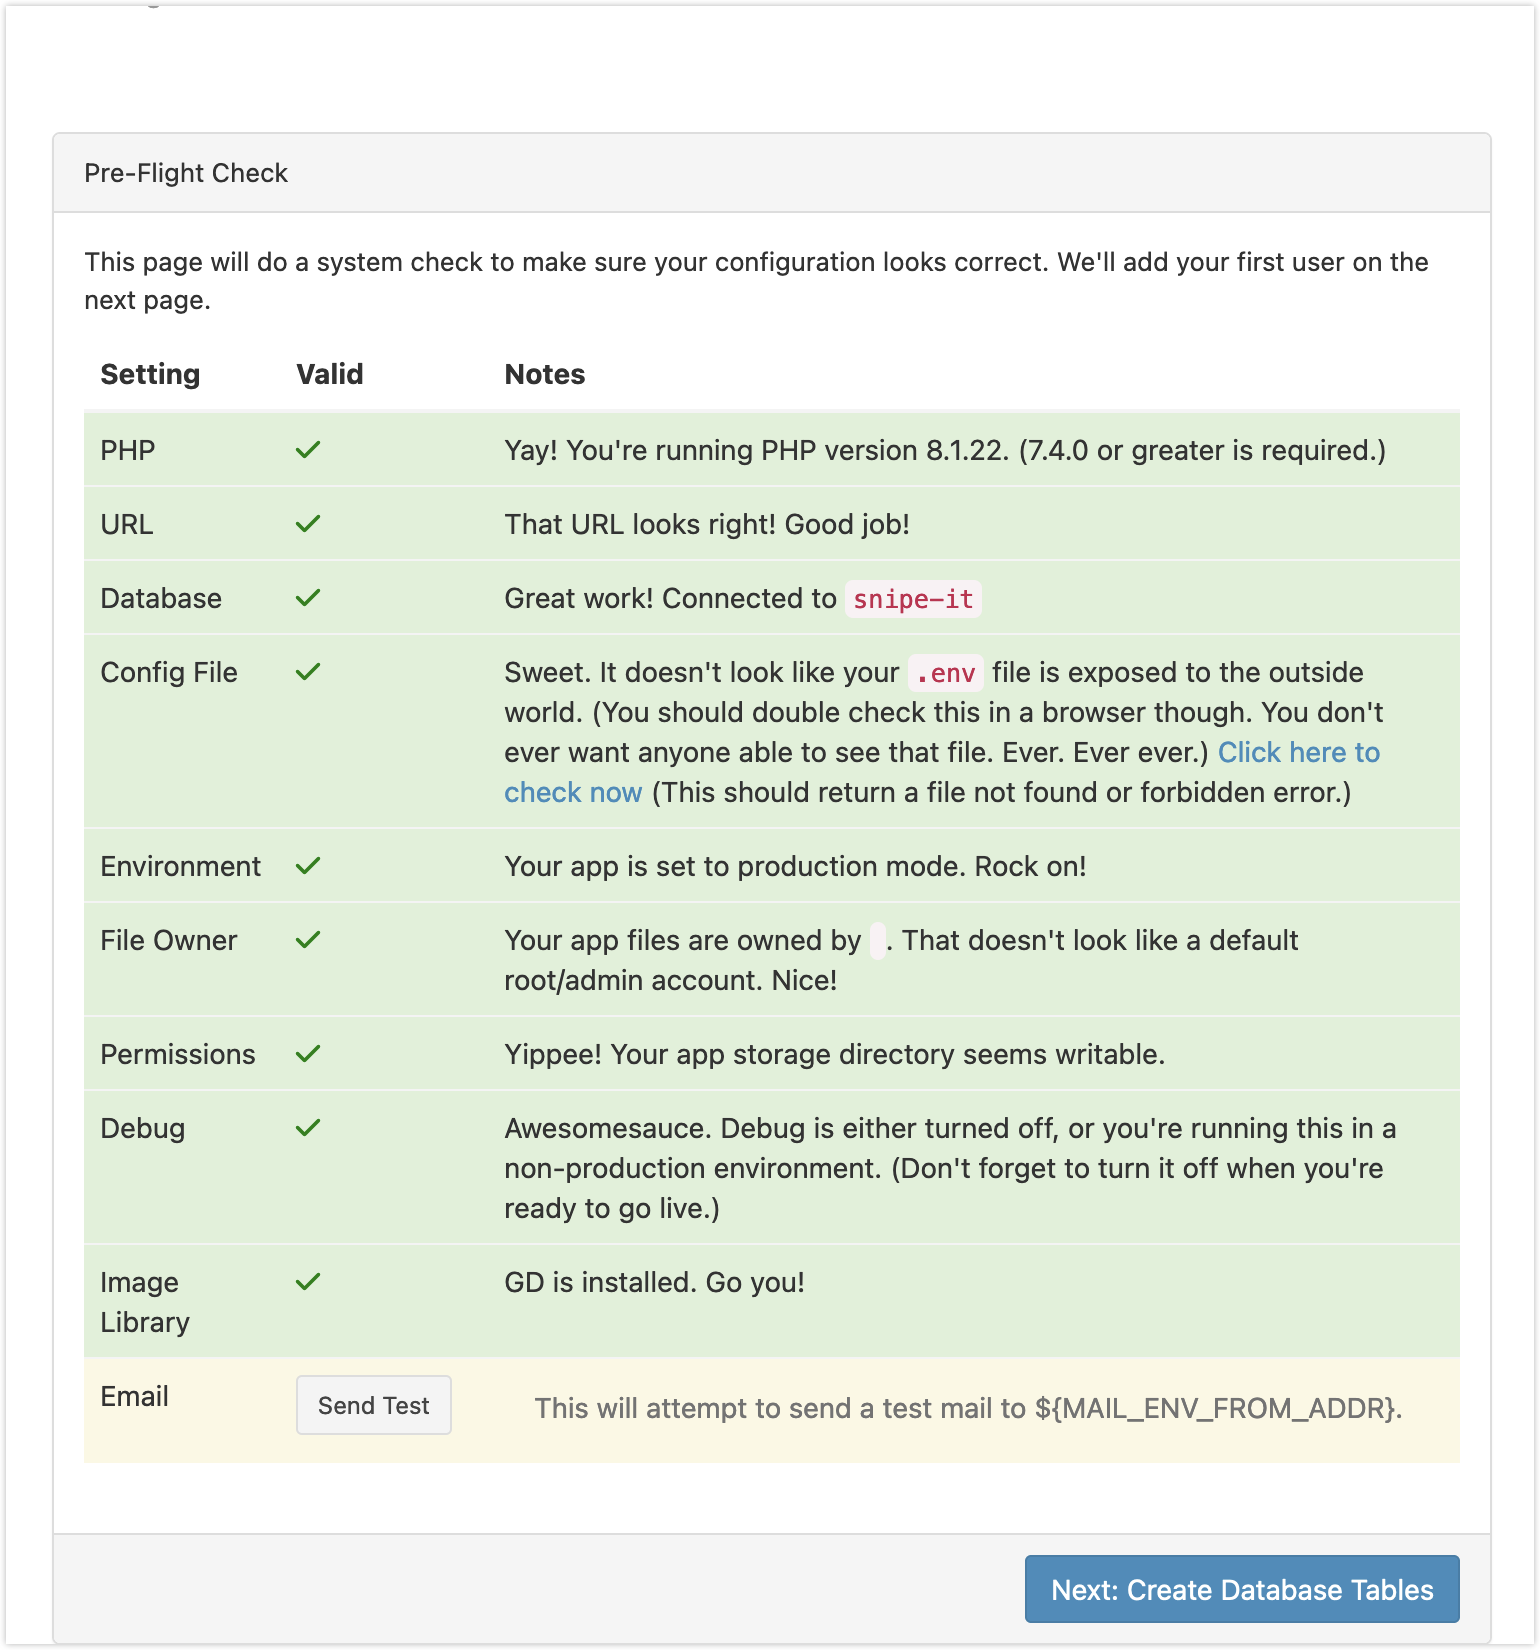 Pre-Flight Check
This page will do a system check to make sure your configuration looks correct. We'll add your first user on the
next page.
Setting Valid Notes
PHP Yay! You're running PHP version 8.1.22. (7.4.0 or greater is required.)
URL That URL looks right! Good job!
Database Great work! Connected to snipe-it
Config File Sweet. It doesn't look like your .env file is exposed to the outside
world. (You should double check this in a browser though. You don't
ever want anyone able to see that file. Ever. Ever ever.) Click here to
check now (This should return a file not found or forbidden error.)
Environment Your app is set to production mode. Rock on!
File Owner Your app files are owned by . That doesn't look like a default
root/admin account. Nice!
Permissions Yippee! Your app storage directory seems writable.
Debug Awesomesauce. Debug is either turned off, or you're running this in a
non-production environment. (Don't forget to turn it off when you're
ready to go live.)
Image GD is installed. Go you!
Library
Email Send Test This will attempt to send a test mail to ${MAIL_ENV_FROM_ADDR}.
Next: Create Database Tables